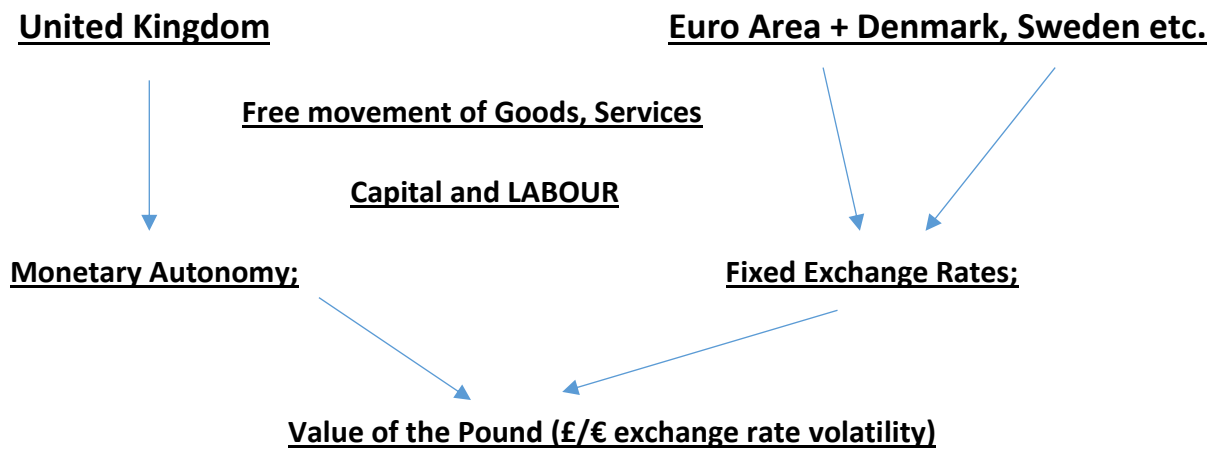 United Kingdom
Euro Area + Denmark, Sweden etc.
Free movement of Goods, Services
Capital and LABOUR
Monetary Autonomy;
Fixed Exchange Rates;
Value of the Pound (£/€ exchange rate volatility)